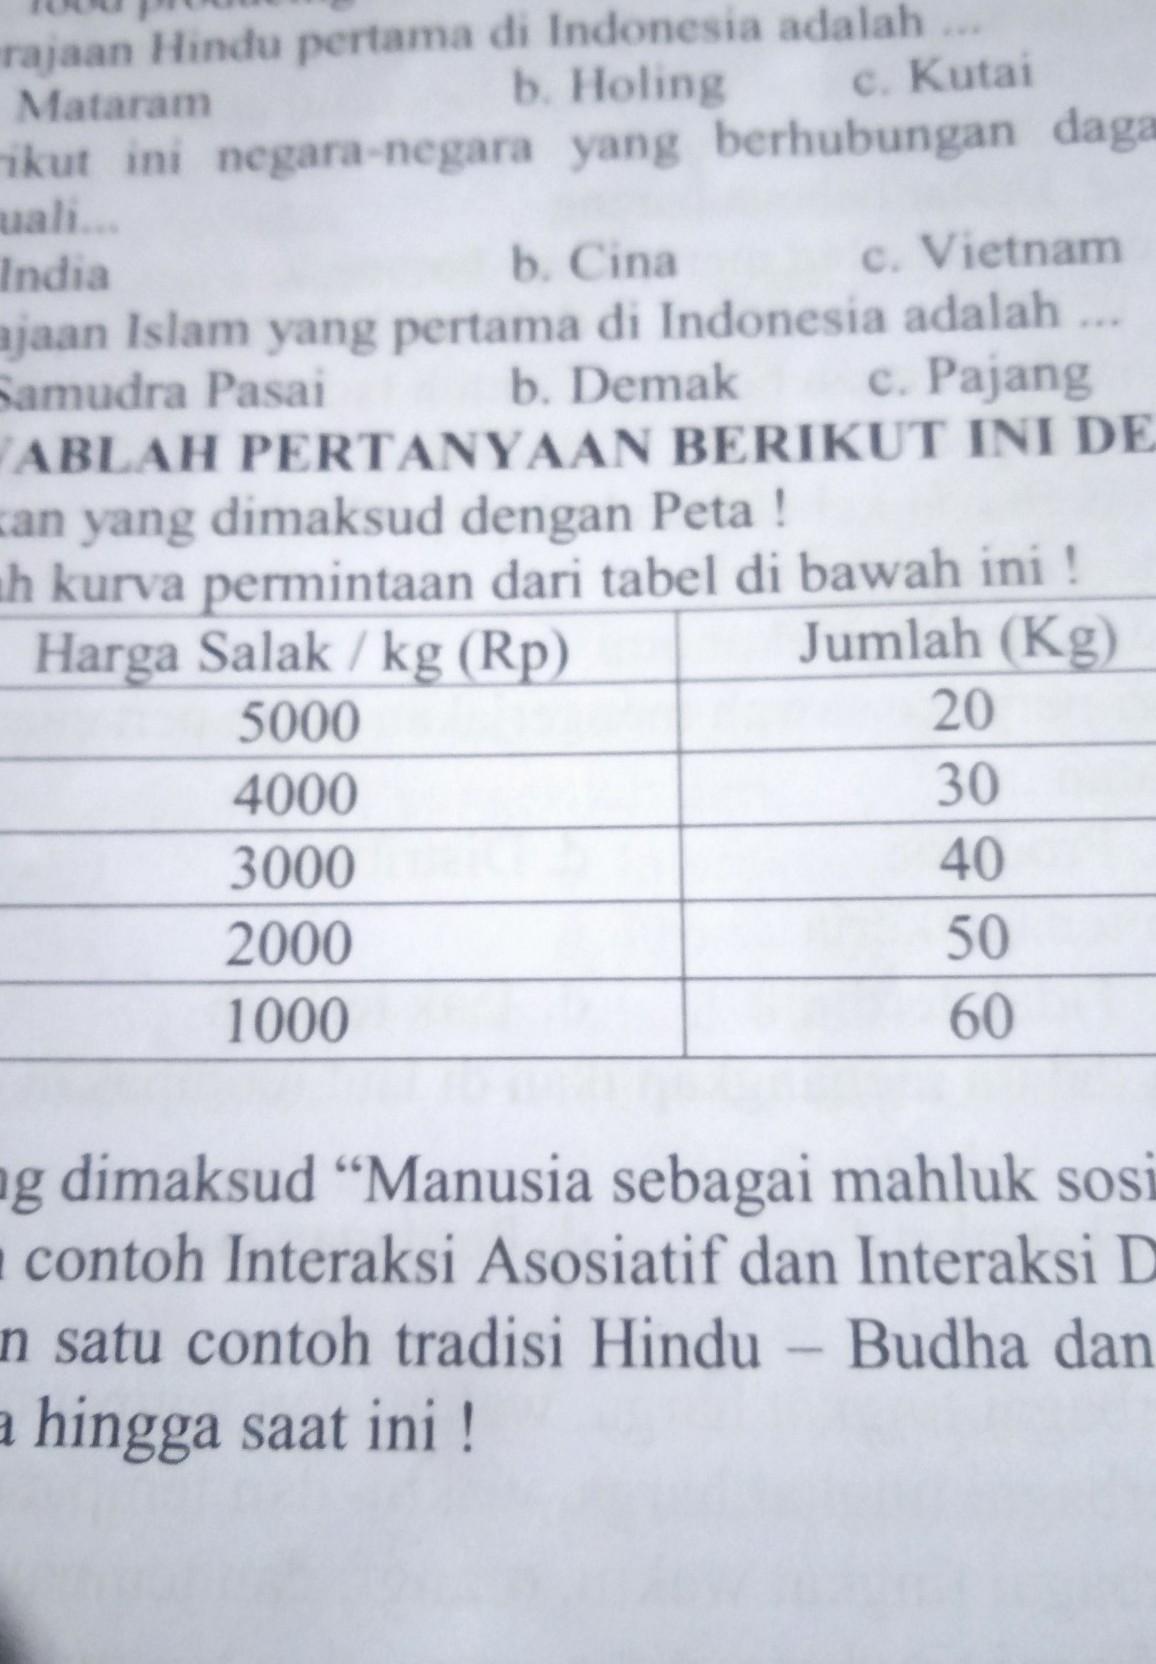 food producing
rajaan Hindu pertama di Indonesia adalah ...
Mataram b. Holing c. Kutai
rikut ini negara-negara yang berhubungan daga
uali...
India b. Cina c. Vietnam
ajaan Islam yang pertama di Indonesia adalah ...
Samudra Pasai b. Demak c. Pajang
ABLAH PERTANYAAN BERIKUT INI DE
kan yang dimaksud dengan Peta !
ah kurva permintaan dari tabel di bawah ini !
Harga Salak / kg (Rp) Jumlah (Kg)
5000 20
4000 30
3000 40
2000 50
1000 60
ng dimaksud “Manusia sebagai mahluk sosi
contoh Interaksi Asosiatif dan Interaksi D
n satu contoh tradisi Hindu – Budha dan
a hingga saat ini !